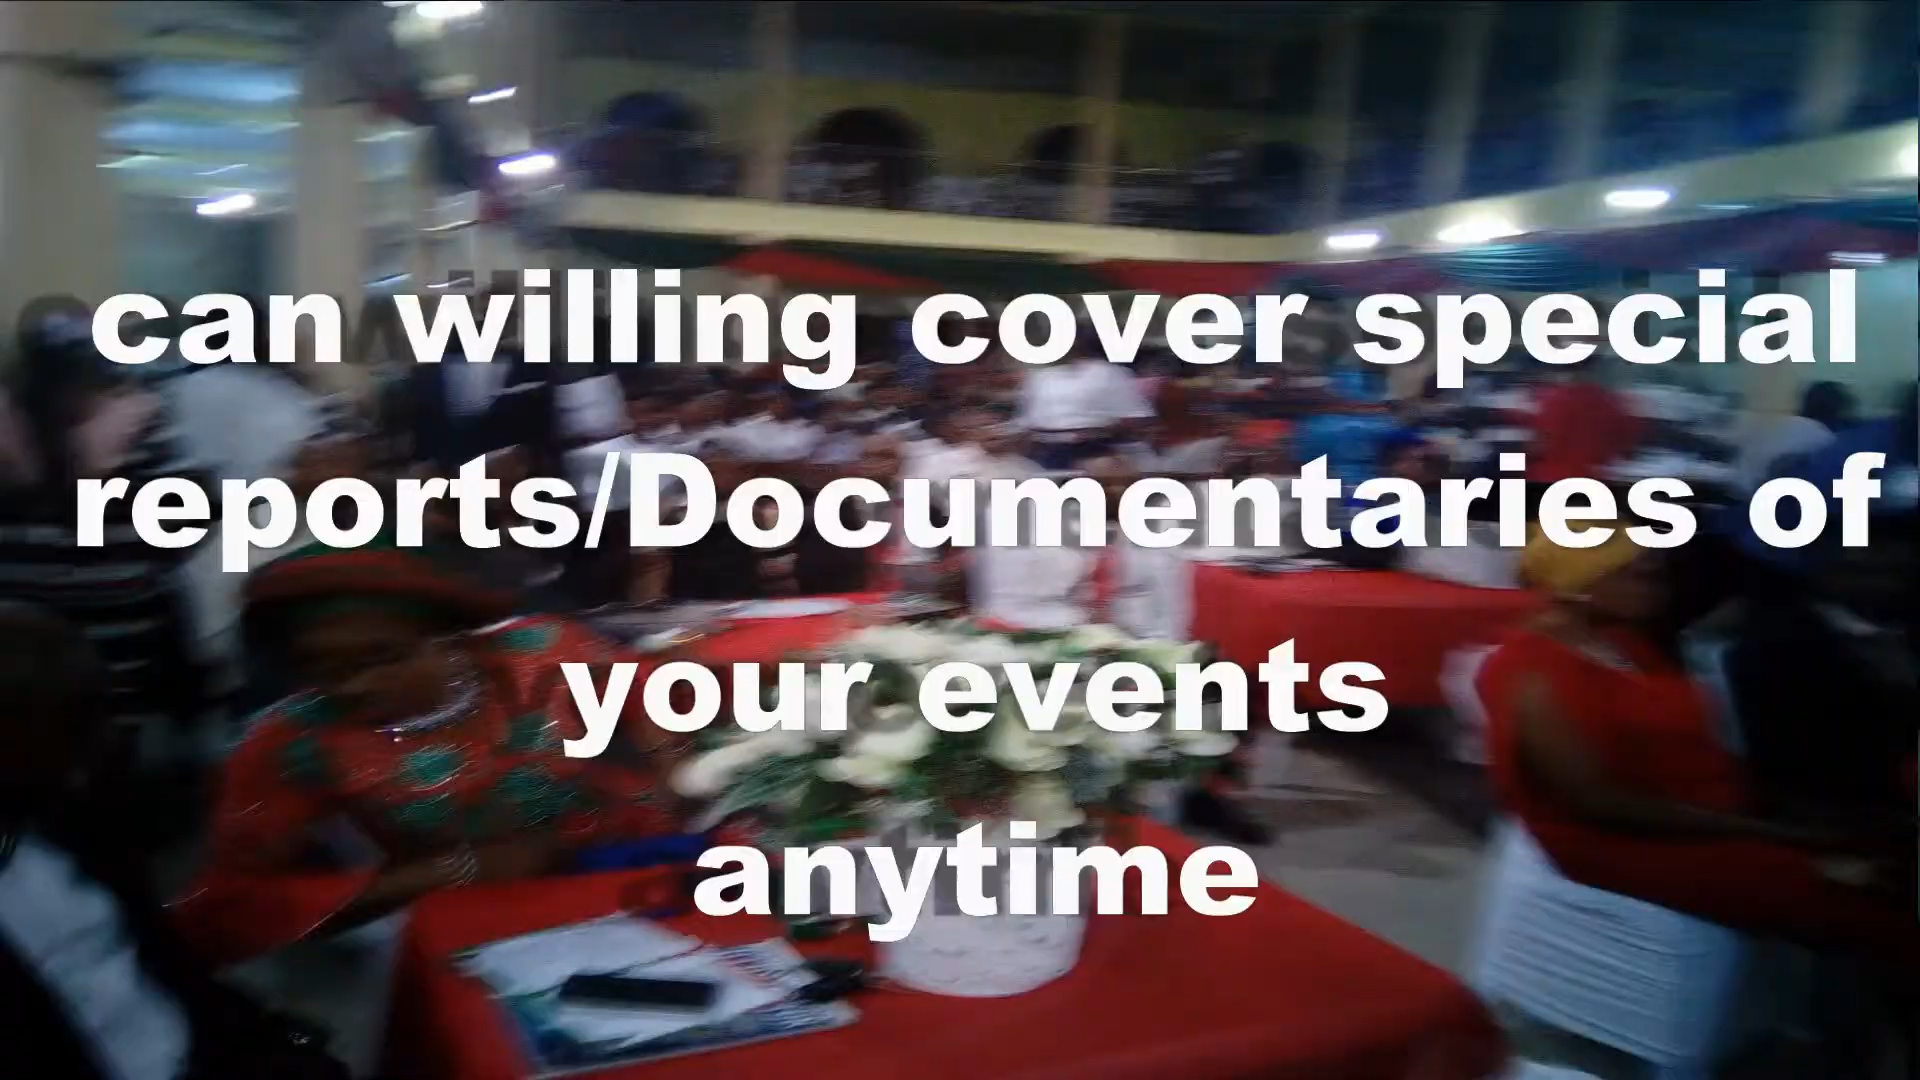 can willing cover special
reports/Documentaries of
your events
anytime